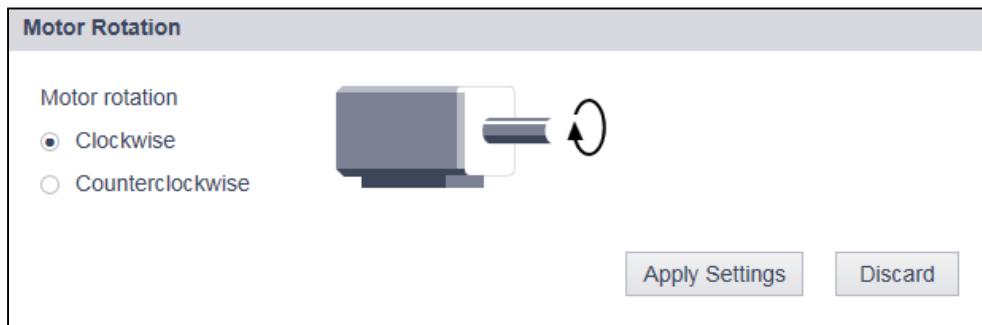 Motor Rotation
Motor rotation
Clockwise
Counterclockwise
Apply Settings
Discard